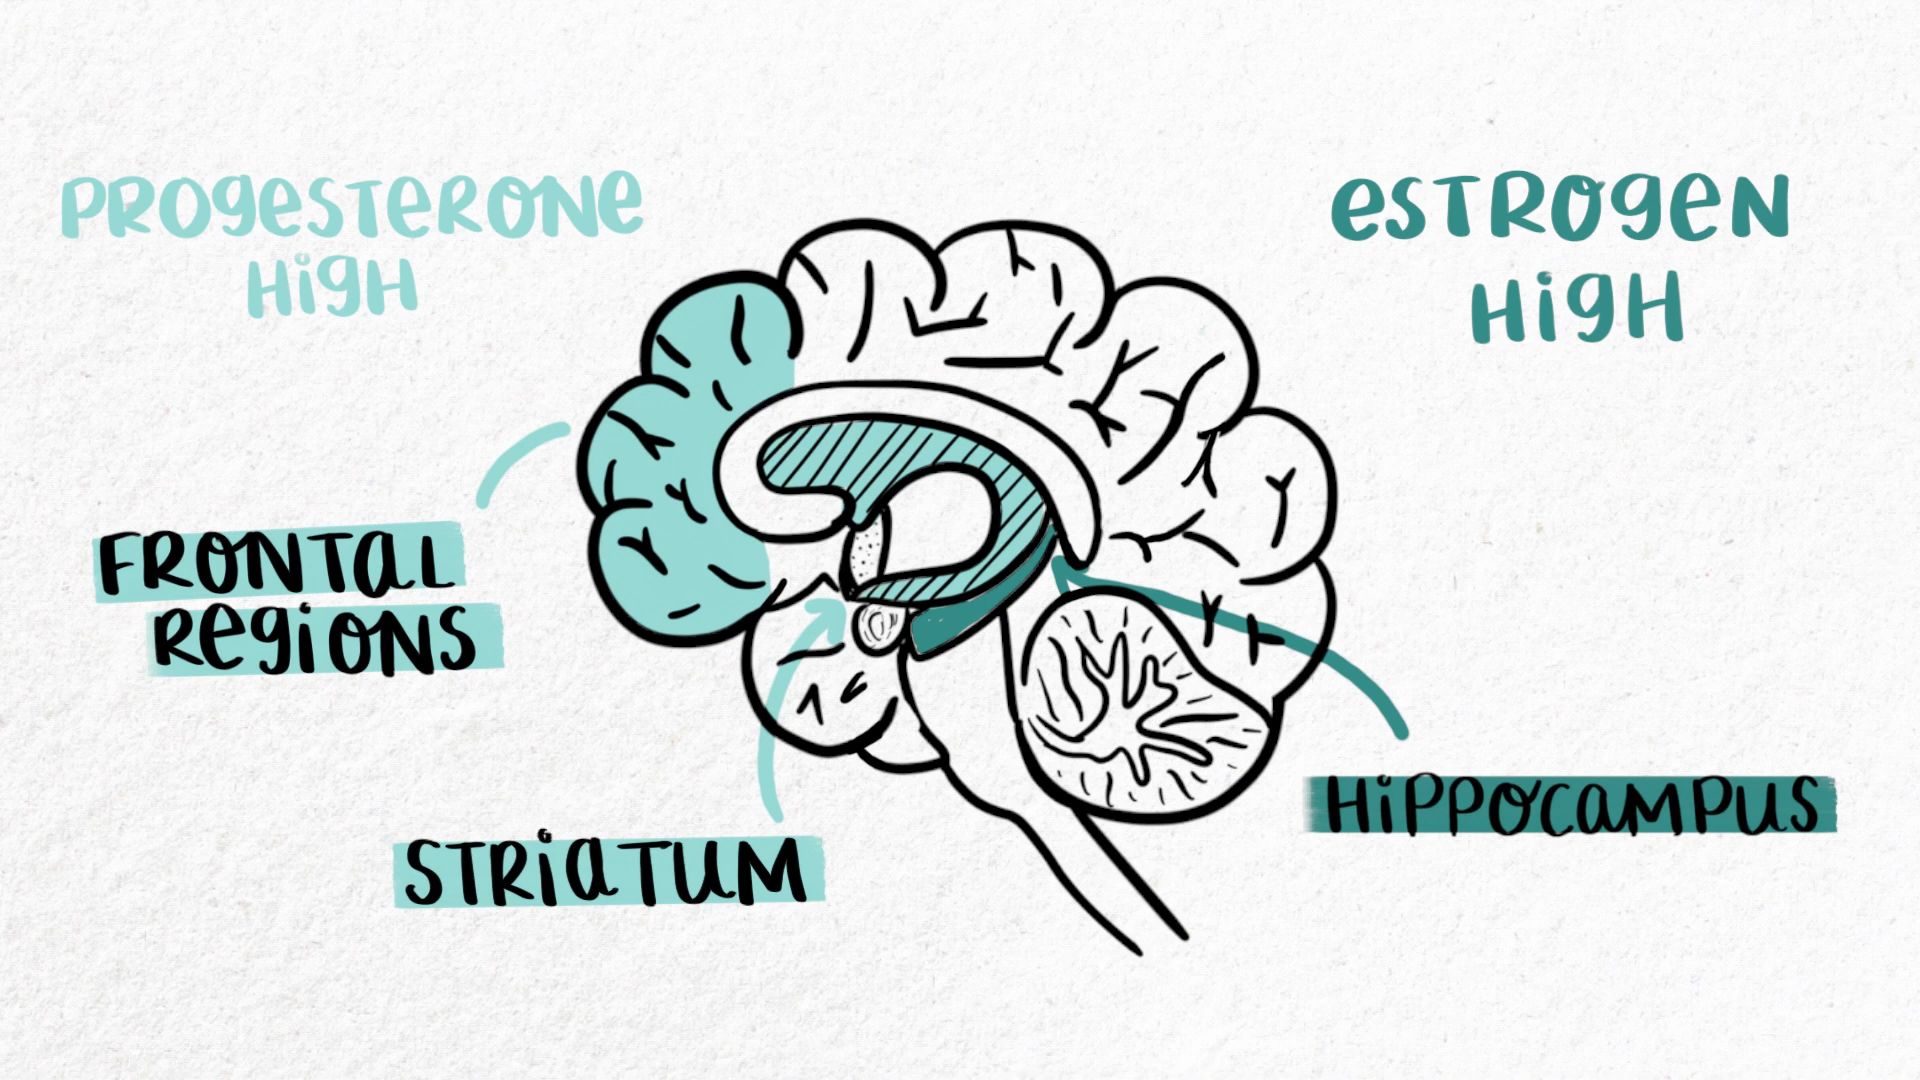 PROgesTeRONe
HigH
esTROgeN
HigH
FRONTaL
Regions
STRiaTUM
HiPPOcaMPUS